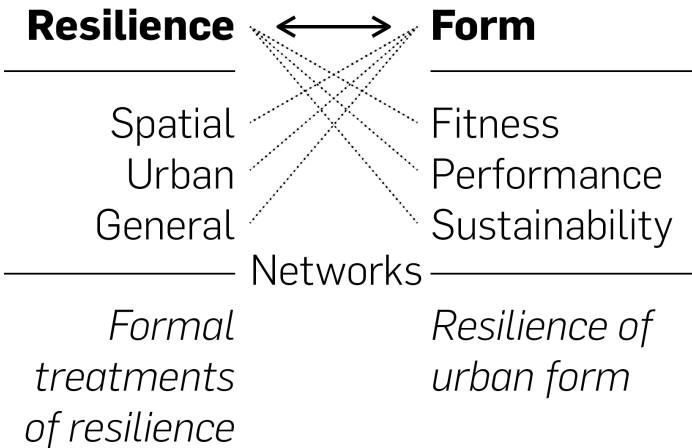 Resilience
Form
Spatial
Urban
General
Fitness
Performance
Sustainability
Networks
Formal
treatments
of resilience
Resilience of
urban form